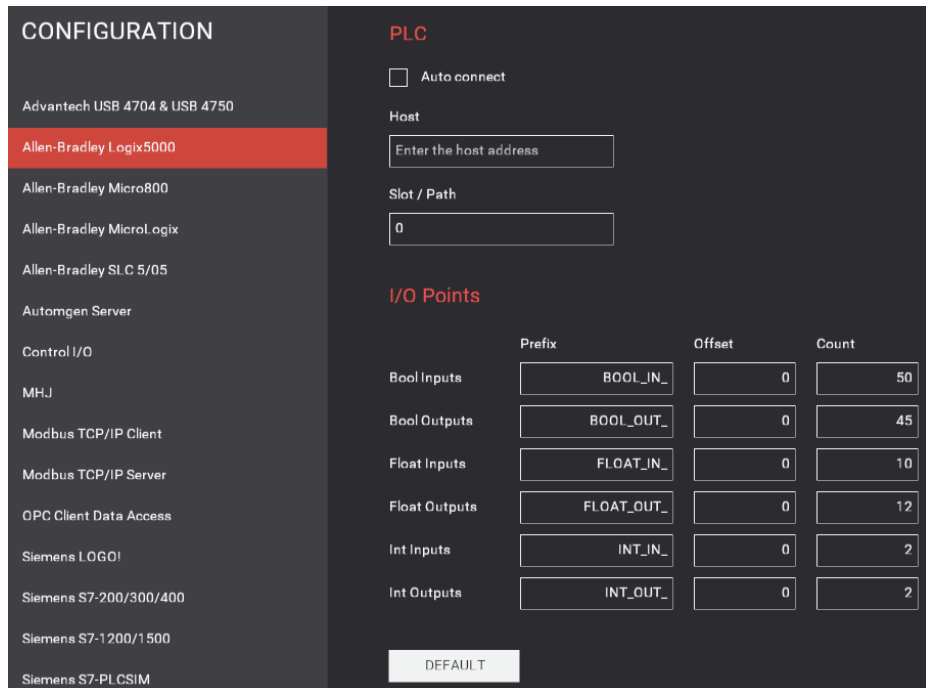 CONFIGURATION
Advantech USB 4704 & USB 4750
Allen-Bradley Logix5000
Allen-Bradley Micro800
Allen-Bradley MicroLogix
Allen-Bradley SLC 5/05
Automgen Server
Control I/O
MHJ
Modbus TCP/IP Client
Modbus TCP/IP Server
OPC Client Data Access
Siemens LOGO!
Siemens S7-200/300/400
Siemens S7-1200/1500
Siemens S7-PLCSIM
PLC
Auto connect
Host
Enter the host address
Slot / Path
0
I/O Points
Prefix Offset Count
Bool Inputs BOOL_IN_ 0 50
Bool Outputs BOOL_OUT_ 0 45
Float Inputs FLOAT_IN_ 0 10
Float Outputs FLOAT_OUT_ 0 12
Int Inputs INT_IN_ 0 2
Int Outputs INT_OUT_ 0 2
DEFAULT